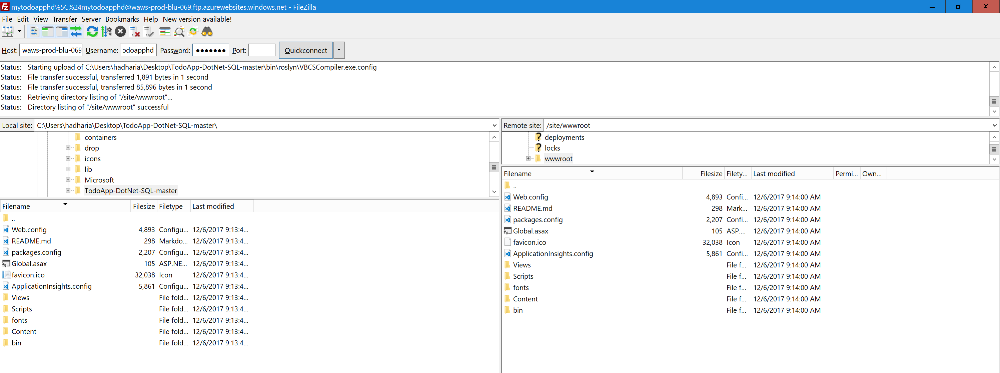 mytodoapphd%5C%24mytodoapphd@waws-prod-blu-069.ftp.azurewebsites.windows.net - FileZilla
File Edit View Transfer Server Bookmarks Help New version available!
Host: waws-prod-blu-069 Username: odoapphd Password: ●●●●●●● Port: Quickconnect
Status: Starting upload of C:\Users\hadharia\Desktop\TodoApp-DotNet-SQL-master\bin\roslyn\VBCSCompiler.exe.config
Status: File transfer successful, transferred 1,891 bytes in 1 second
Status: File transfer successful, transferred 85,896 bytes in 1 second
Status: Retrieving directory listing of "/site/wwwroot"...
Status: Directory listing of "/site/wwwroot" successful
Local site: C:\Users\hadharia\Desktop\TodoApp-DotNet-SQL-master\
containers
drop
icons
lib
Microsoft
TodoApp-DotNet-SQL-master
Filename Filesize Filetype Last modified
..
Web.config 4,893 Configu... 12/6/2017 9:13:4...
README.md 298 Markdo... 12/6/2017 9:13:4...
packages.config 2,207 Configu... 12/6/2017 9:13:4...
Global.asax 105 ASP.NE... 12/6/2017 9:13:4...
favicon.ico 32,038 Icon 12/6/2017 9:13:4...
ApplicationInsights.config 5,861 Configu... 12/6/2017 9:13:4...
Views File fold... 12/6/2017 9:13:4...
Scripts File fold... 12/6/2017 9:13:4...
fonts File fold... 12/6/2017 9:13:4...
Content File fold... 12/6/2017 9:13:4...
bin File fold... 12/6/2017 9:13:4...
Remote site: /site/wwwroot
deployments
locks
wwwroot
Filename Filesize Filety... Last modified Permi... Own...
..
Web.config 4,893 Confi... 12/6/2017 9:14:00 AM
README.md 298 Mark... 12/6/2017 9:14:00 AM
packages.config 2,207 Confi... 12/6/2017 9:14:00 AM
Global.asax 105 ASP.... 12/6/2017 9:14:00 AM
favicon.ico 32,038 Icon 12/6/2017 9:14:00 AM
ApplicationInsights.config 5,861 Confi... 12/6/2017 9:14:00 AM
Views File f... 12/6/2017 9:14:00 AM
Scripts File f... 12/6/2017 9:14:00 AM
fonts File f... 12/6/2017 9:14:00 AM
Content File f... 12/6/2017 9:14:00 AM
bin File f... 12/6/2017 9:14:00 AM